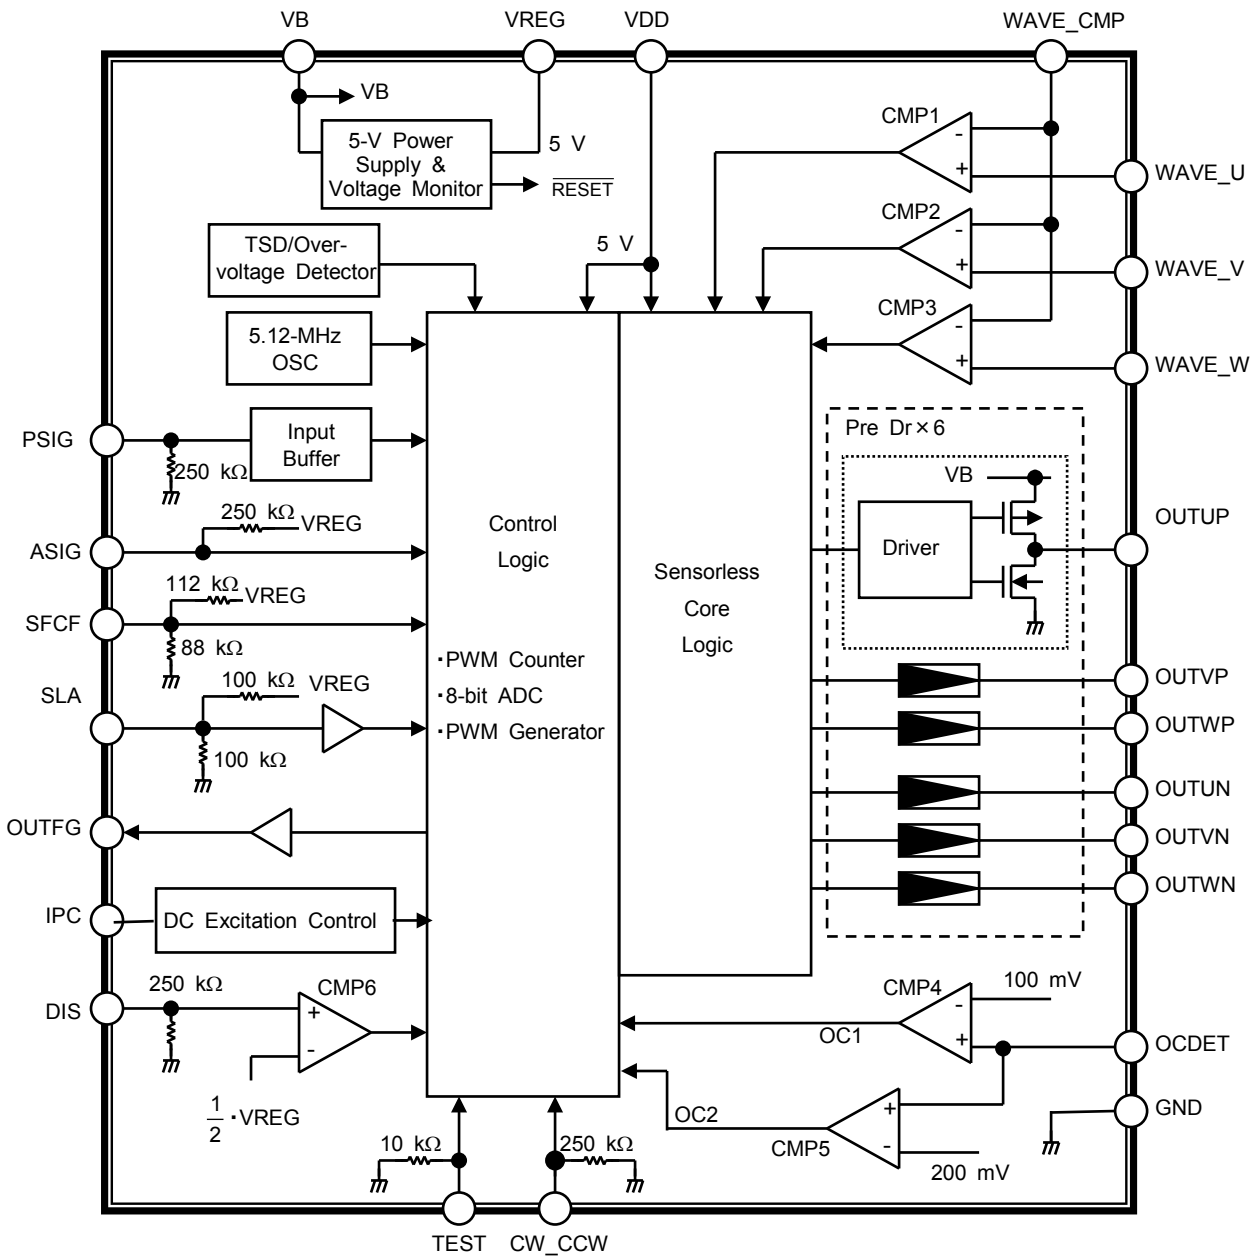 VB
VREG
VDD
WAVE_CMP
VB
5-V Power
Supply &
Voltage Monitor
5 V
RESET
CMP1
-
+
WAVE_U
CMP2
-
+
WAVE_V
CMP3
-
+
WAVE_W
TSD/Over-
voltage Detector
5 V
5.12-MHz
OSC
PSIG
250 kΩ
Input
Buffer
ASIG
250 kΩ
VREG
SFCF
112 kΩ
VREG
88 kΩ
SLA
100 kΩ
VREG
100 kΩ
OUTFG
IPC
DC Excitation Control
DIS
250 kΩ
CMP6
+
-
1/2 ·VREG
Control
Logic
·PWM Counter
·8-bit ADC
·PWM Generator
Sensorless
Core
Logic
Pre Dr×6
VB
Driver
OUTUP
OUTVP
OUTWP
OUTUN
OUTVN
OUTWN
CMP4
100 mV
-
+
OC1
OCDET
OC2
CMP5
+
-
200 mV
GND
10 kΩ
250 kΩ
TEST
CW_CCW